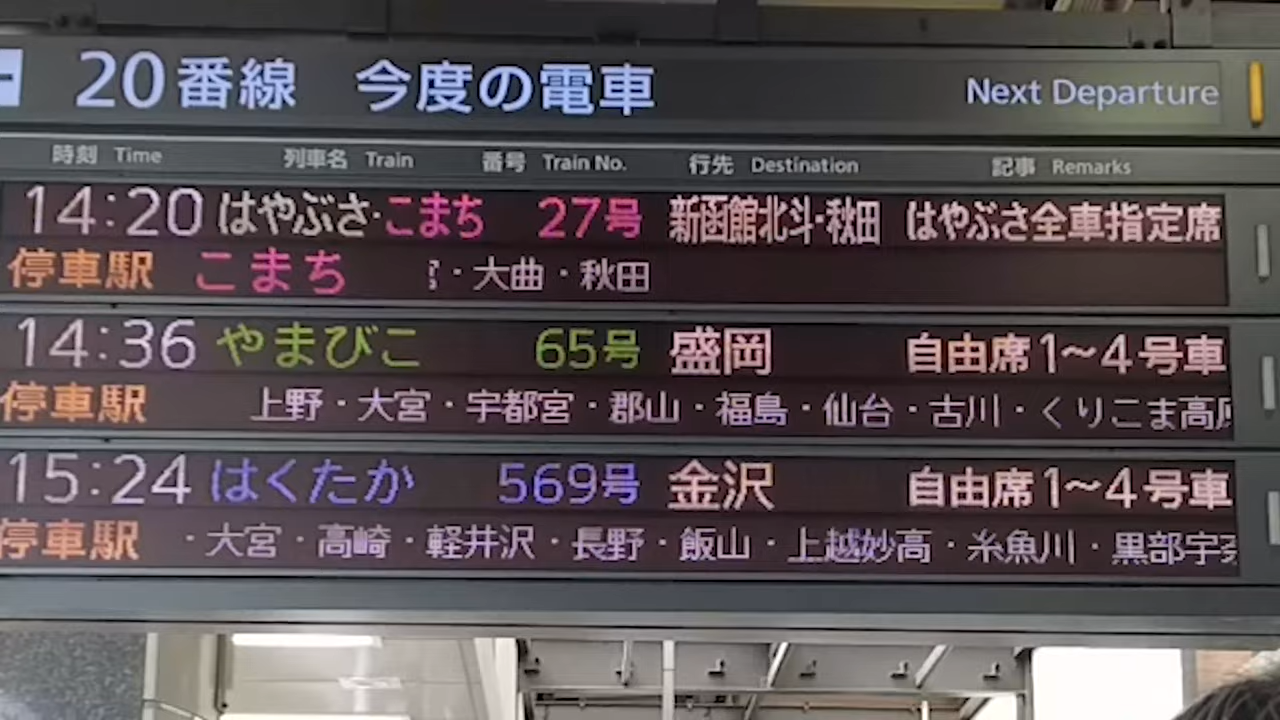 20番線 今度の電車 Next Departure
時刻 Time 列車名 Train 番号 Train No. 行先 Destination 記事 Remarks
14:20 はやぶさ・こまち 27号 新函館北斗・秋田 はやぶさ全車指定席
停車駅 こまち ・大曲・秋田
14:36 やまびこ 65号 盛岡 自由席1~4号車
停車駅 上野・大宮・宇都宮・郡山・福島・仙台・古川・くりこま高
15:24 はくたか 569号 金沢 自由席1~4号車
停車駅 ・大宮・高崎・軽井沢・長野・飯山・上越妙高・糸魚川・黒部宇